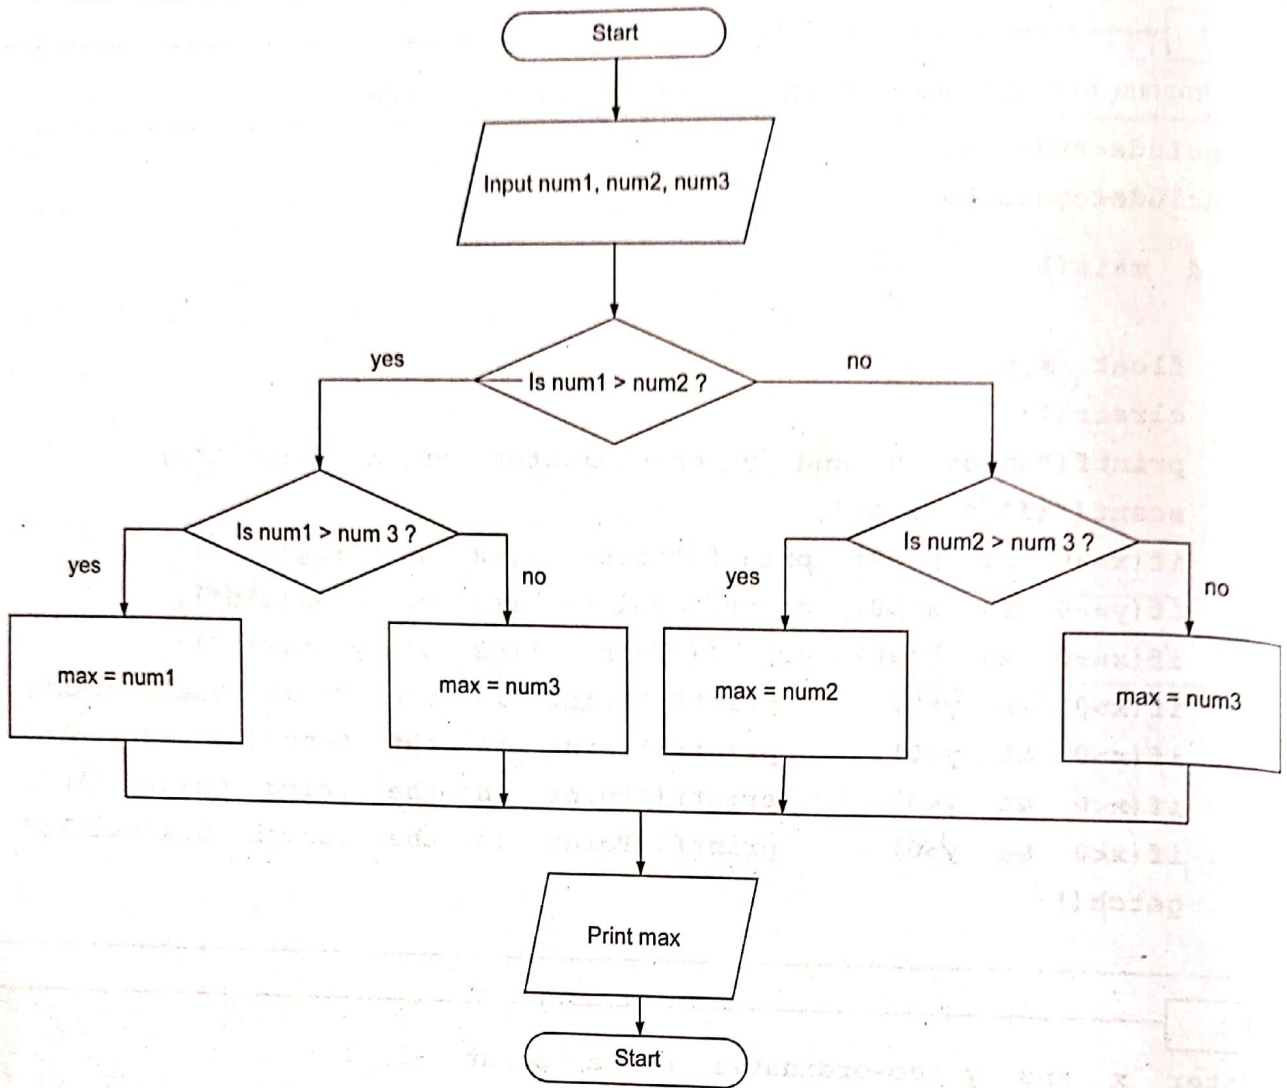 Start
Input num1, num2, num3
Is num1 > num2 ?
yes
no
Is num1 > num 3 ?
yes
no
Is num2 > num 3 ?
yes
no
max = num1
max = num3
max = num2
max = num3
Print max
Start